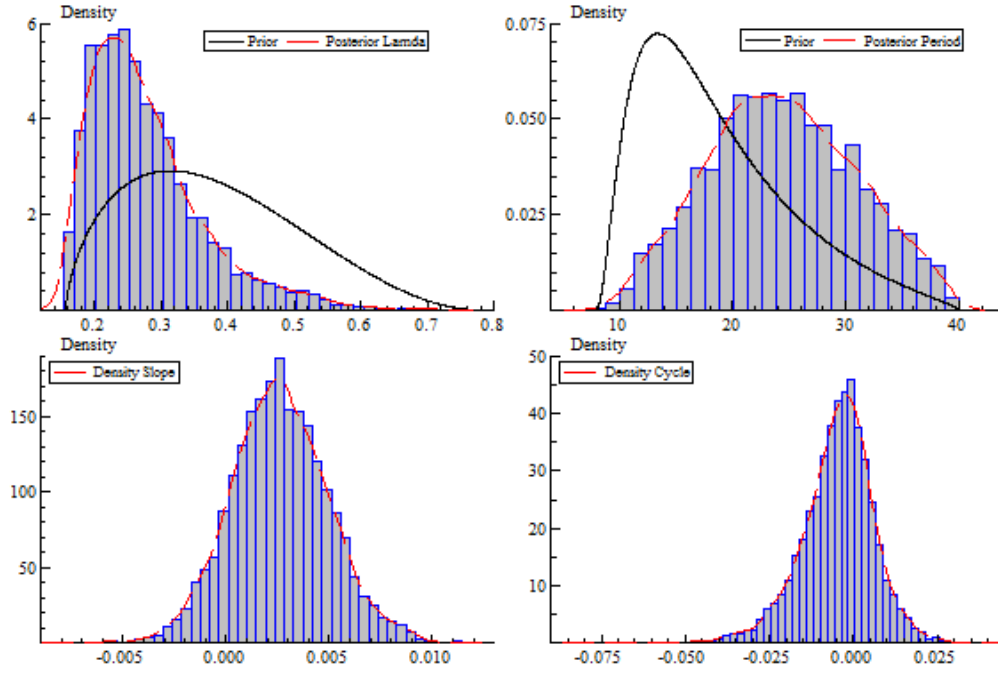 Density
Prior Posterior Lamda
6
4
2
0.2 0.3 0.4 0.5 0.6 0.7 0.8
Density
Prior Posterior Period
0.075
0.050
0.025
10 20 30 40
Density
Density Slope
150
100
50
-0.005 0.000 0.005 0.010
Density
Density Cycle
50
40
30
20
10
-0.075 -0.050 -0.025 0.000 0.025